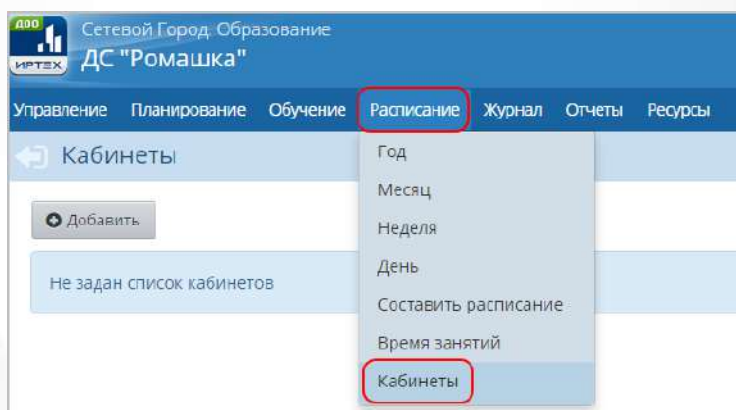 ДОО
ИРТЕХ
Сетевой Город. Образование
ДС "Ромашка"
Управление Планирование Обучение Расписание Журнал Отчеты Ресурсы
Кабинеты
Добавить
Не задан список кабинетов
Год
Месяц
Неделя
День
Составить расписание
Время занятий
Кабинеты